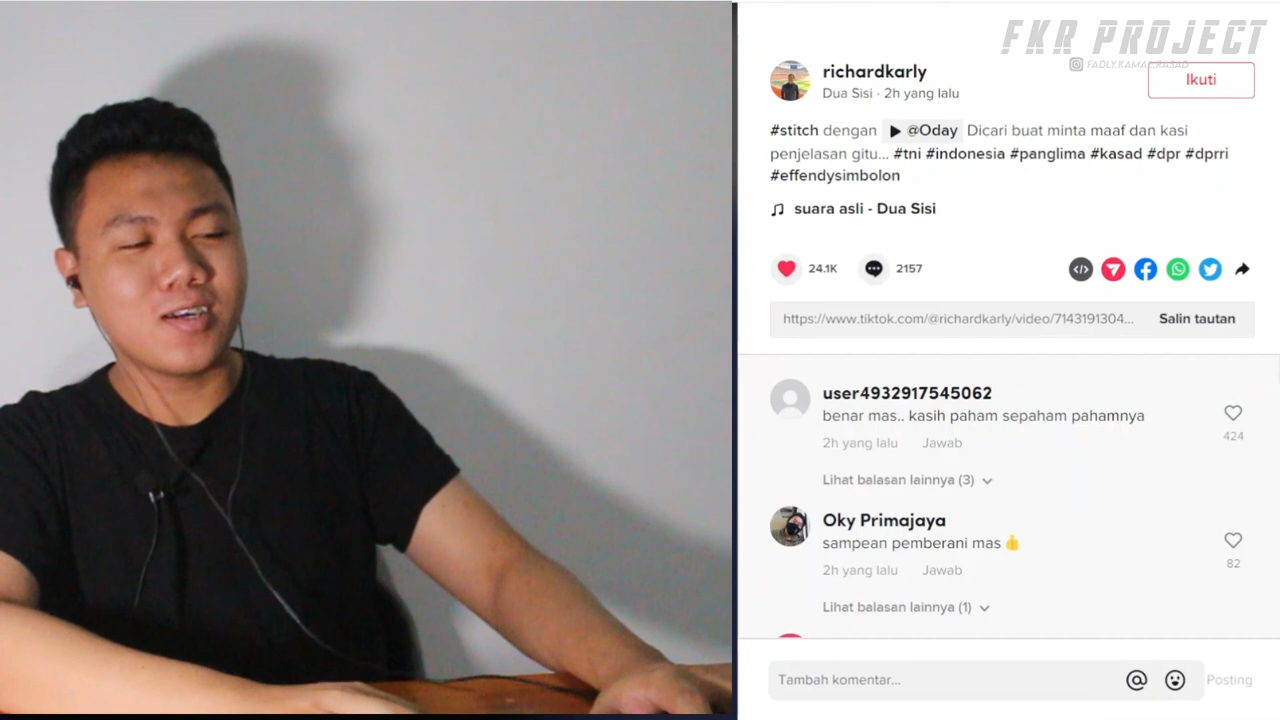 FKR PROJECT
FADLY.KAMAL.RASAD
richardkarly
Dua Sisi · 2h yang lalu
Ikuti
#stitch dengan ▶ @Oday Dicari buat minta maaf dan kasi
penjelasan gitu... #tni #indonesia #panglima #kasad #dpr #dprri
#effendysimbolon
suara asli - Dua Sisi
24.1K
2157
https://www.tiktok.com/@richardkarly/video/7143191304...
Salin tautan
user4932917545062
benar mas.. kasih paham sepaham pahamnya
424
2h yang lalu
Jawab
Lihat balasan lainnya (3)
Oky Primajaya
sampean pemberani mas 👍
82
2h yang lalu
Jawab
Lihat balasan lainnya (1)
Tambah komentar...
@
Posting